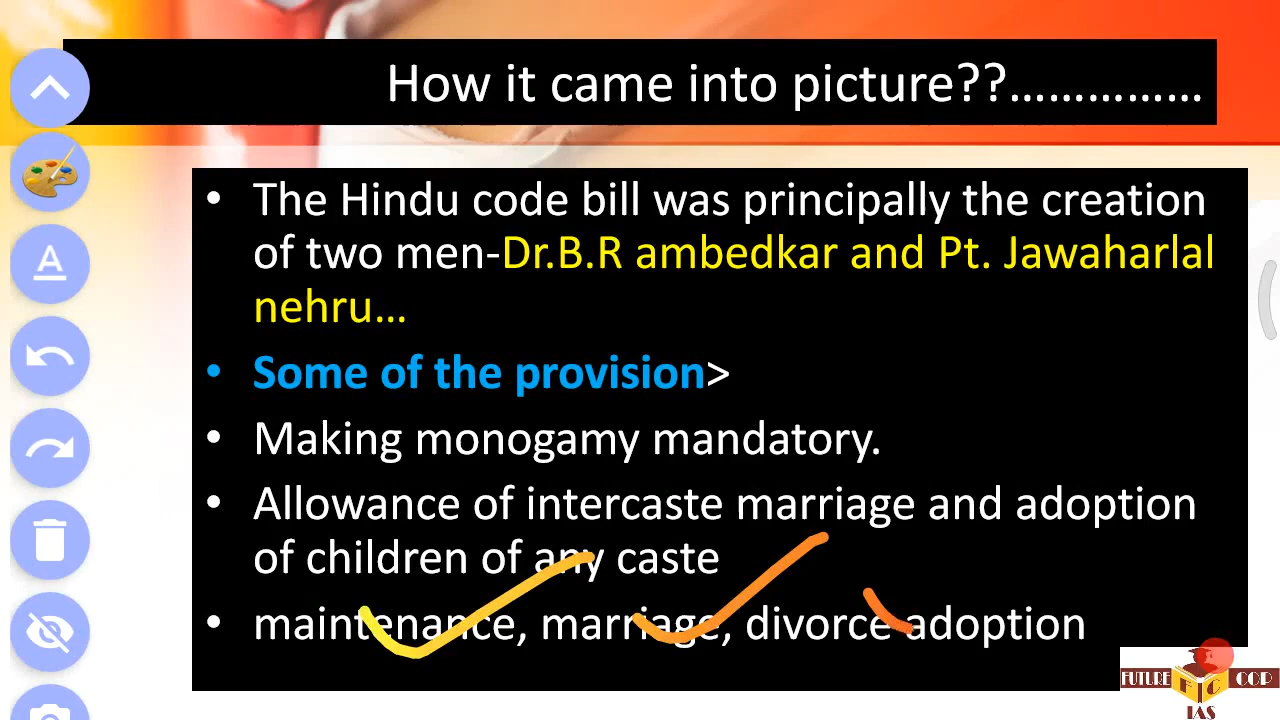 How it came into picture??……………
• The Hindu code bill was principally the creation
of two men-Dr.B.R ambedkar and Pt. Jawaharlal
nehru…
• Some of the provision>
• Making monogamy mandatory.
• Allowance of intercaste marriage and adoption
of children of any caste
• maintenance, marriage, divorce adoption
FUTURE FIC COP
IAS